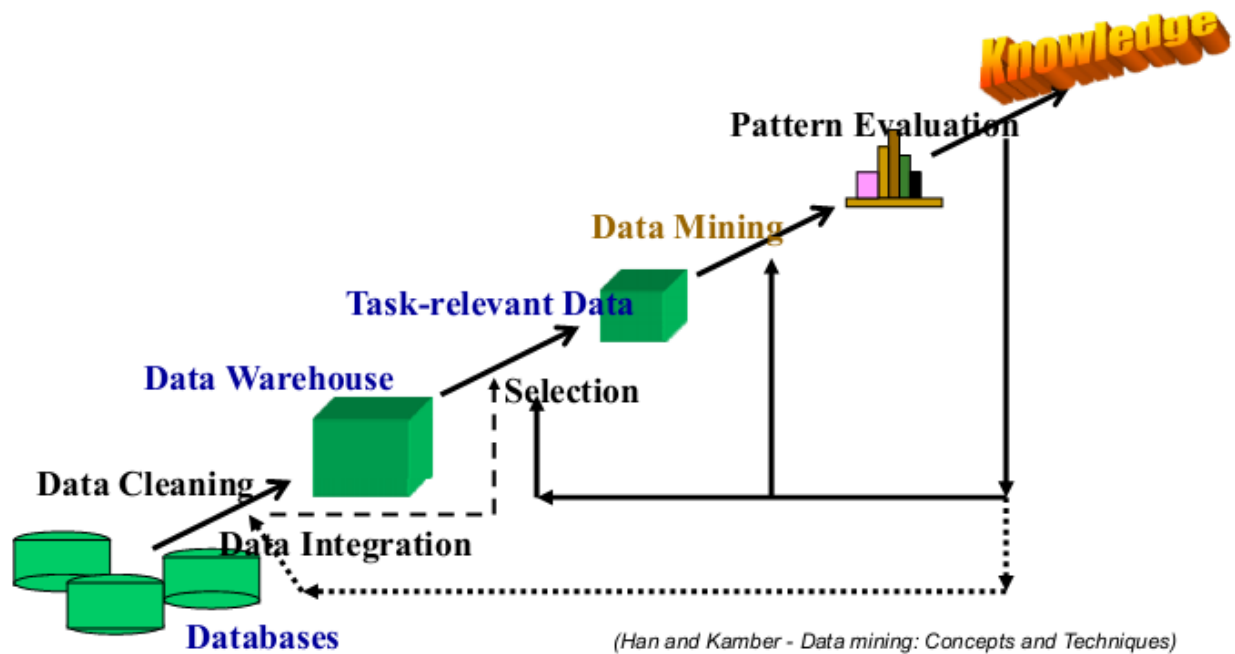 Knowledge
Pattern Evaluation
Data Mining
Task-relevant Data
Data Warehouse
Selection
Data Cleaning
Data Integration
Databases
(Han and Kamber - Data mining: Concepts and Techniques)